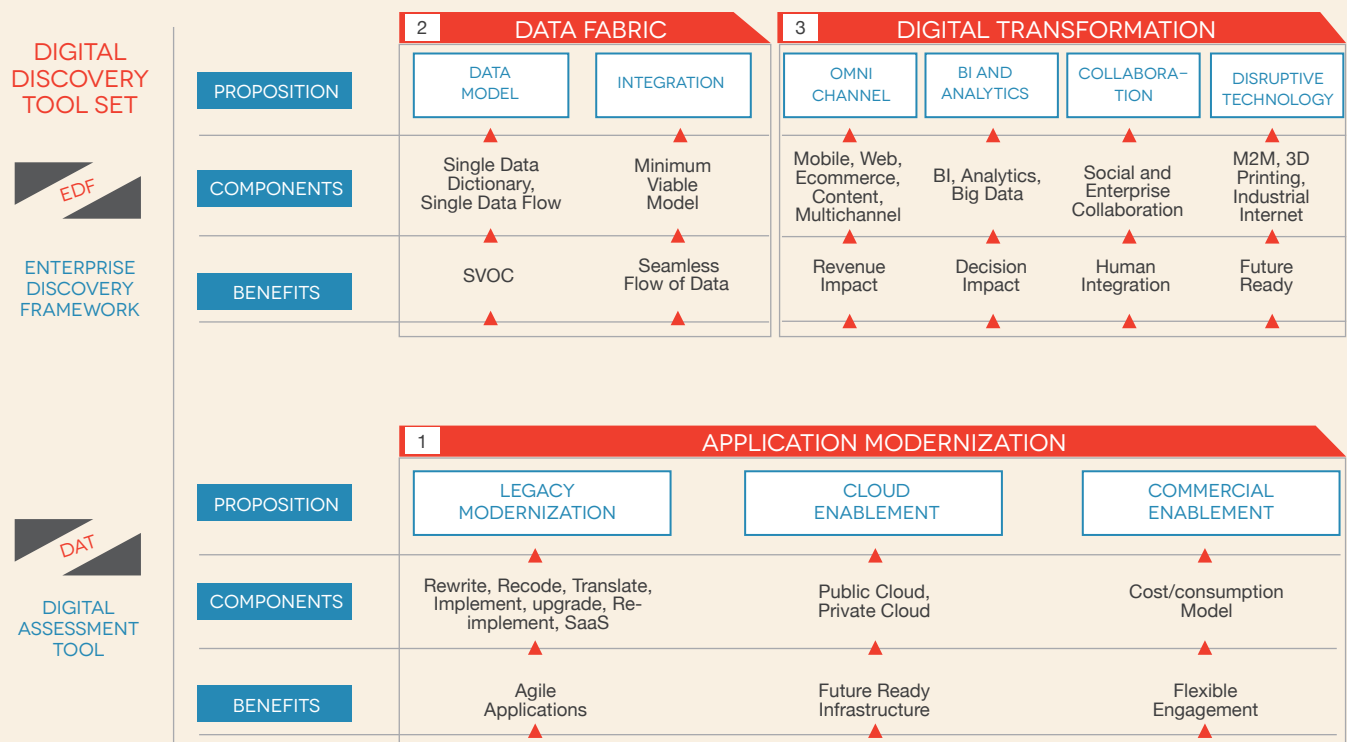 DIGITAL
DISCOVERY
TOOL SET
EDF
ENTERPRISE
DISCOVERY
FRAMEWORK
2
DATA FABRIC
3
DIGITAL TRANSFORMATION
PROPOSITION
DATA
MODEL
INTEGRATION
OMNI
CHANNEL
BI AND
ANALYTICS
COLLABORA–
TION
DISRUPTIVE
TECHNOLOGY
COMPONENTS
Single Data
Dictionary,
Single Data Flow
Minimum
Viable
Model
Mobile, Web,
Ecommerce,
Content,
Multichannel
BI, Analytics,
Big Data
Social and
Enterprise
Collaboration
M2M, 3D
Printing,
Industrial
Internet
BENEFITS
SVOC
Seamless
Flow of Data
Revenue
Impact
Decision
Impact
Human
Integration
Future
Ready
DAT
DIGITAL
ASSESSMENT
TOOL
1
APPLICATION MODERNIZATION
PROPOSITION
LEGACY
MODERNIZATION
CLOUD
ENABLEMENT
COMMERCIAL
ENABLEMENT
COMPONENTS
Rewrite, Recode, Translate,
Implement, upgrade, Re-
implement, SaaS
Public Cloud,
Private Cloud
Cost/consumption
Model
BENEFITS
Agile
Applications
Future Ready
Infrastructure
Flexible
Engagement